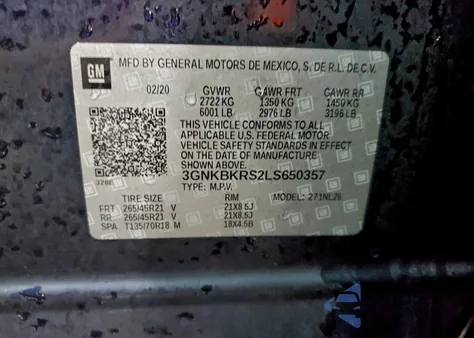 GM
MFD BY GENERAL MOTORS DE MEXICO, S. DE R.L. DE C.V.
02/20 GVWR GAWR FRT GAWR RR
2722 KG 1350 KG 1450 KG
6001 LB 2976 LB 3196 LB
THIS VEHICLE CONFORMS TO ALL
APPLICABLE U.S. FEDERAL MOTOR
VEHICLE SAFETY STANDARDS IN EFFECT
ON THE DATE OF MANUFACTURE
SHOWN ABOVE.
3GNKBKRS2LS650357
TYPE: M.P.V. MODEL: 271NL26
TIRE SIZE RIM
FRT 265/45R21 V 21X8.5J
RR 265/45R21 V 21X8.5J
SPA T135/70R18 M 18X4.5B